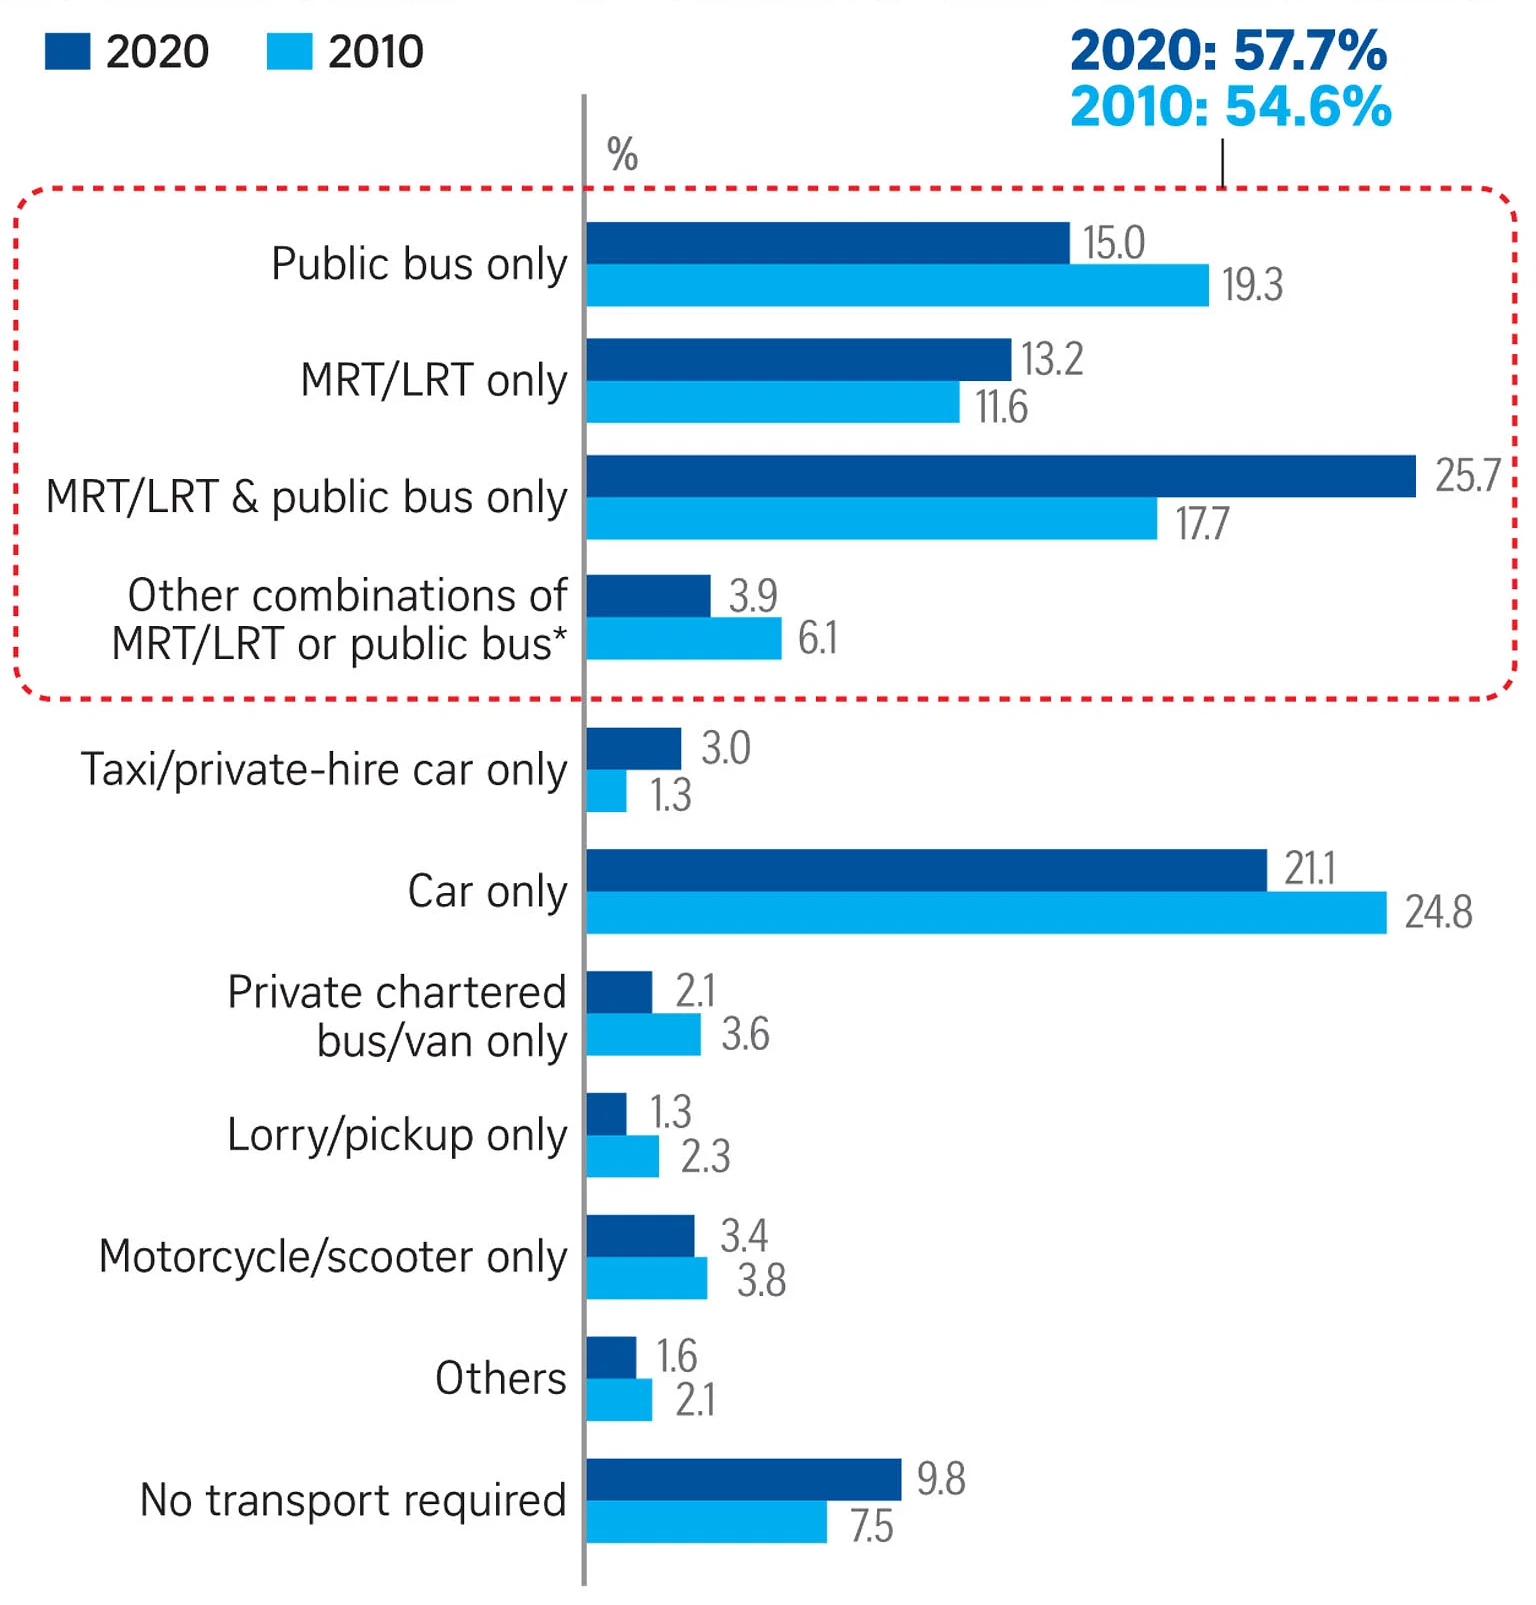 2020 2010
2020: 57.7%
2010: 54.6%
%
Public bus only 15.0
19.3
MRT/LRT only 13.2
11.6
MRT/LRT & public bus only 25.7
17.7
Other combinations of
MRT/LRT or public bus* 3.9
6.1
Taxi/private-hire car only 3.0
1.3
Car only 21.1
24.8
Private chartered
bus/van only 2.1
3.6
Lorry/pickup only 1.3
2.3
Motorcycle/scooter only 3.4
3.8
Others 1.6
2.1
No transport required 9.8
7.5